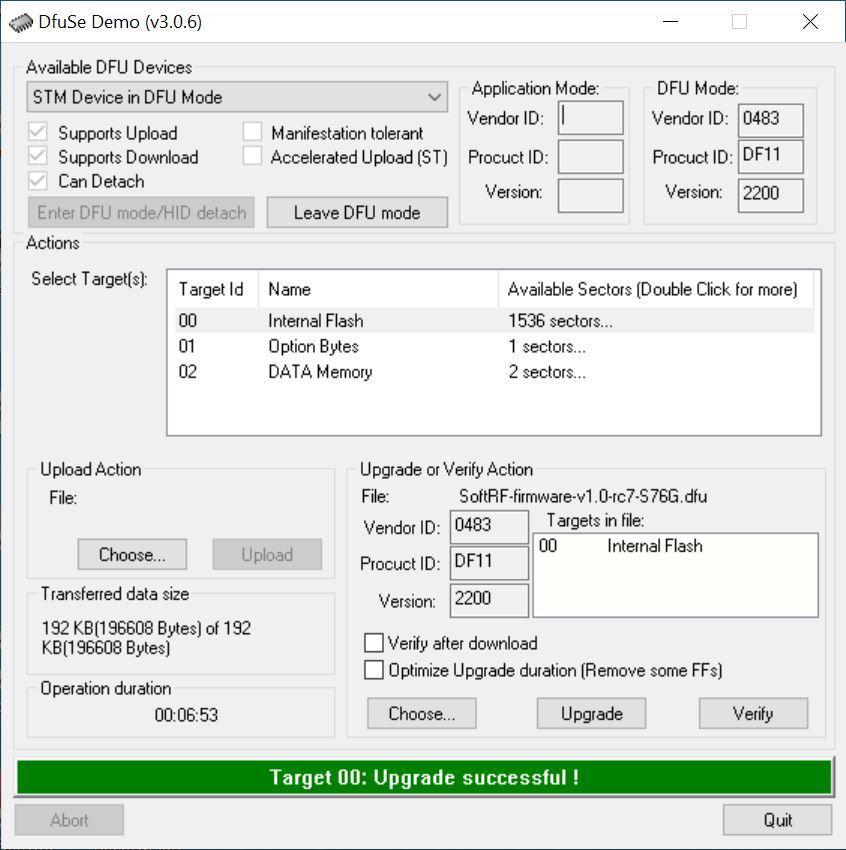 DfuSe Demo (v3.0.6)
Available DFU Devices
STM Device in DFU Mode
Supports Upload
Manifestation tolerant
Supports Download
Accelerated Upload (ST)
Can Detach
Enter DFU mode/HID detach
Leave DFU mode
Application Mode:
Vendor ID:
Procuct ID:
Version:
DFU Mode:
Vendor ID: 0483
Procuct ID: DF11
Version: 2200
Actions
Select Target(s):
Target Id Name Available Sectors (Double Click for more)
00 Internal Flash 1536 sectors...
01 Option Bytes 1 sectors...
02 DATA Memory 2 sectors...
Upload Action
File:
Choose...
Upload
Transferred data size
192 KB(196608 Bytes) of 192
KB(196608 Bytes)
Operation duration
00:06:53
Upgrade or Verify Action
File: SoftRF-firmware-v1.0-rc7-S76G.dfu
Vendor ID: 0483
Procuct ID: DF11
Version: 2200
Targets in file:
00 Internal Flash
Verify after download
Optimize Upgrade duration (Remove some FFs)
Choose...
Upgrade
Verify
Target 00: Upgrade successful !
Abort
Quit